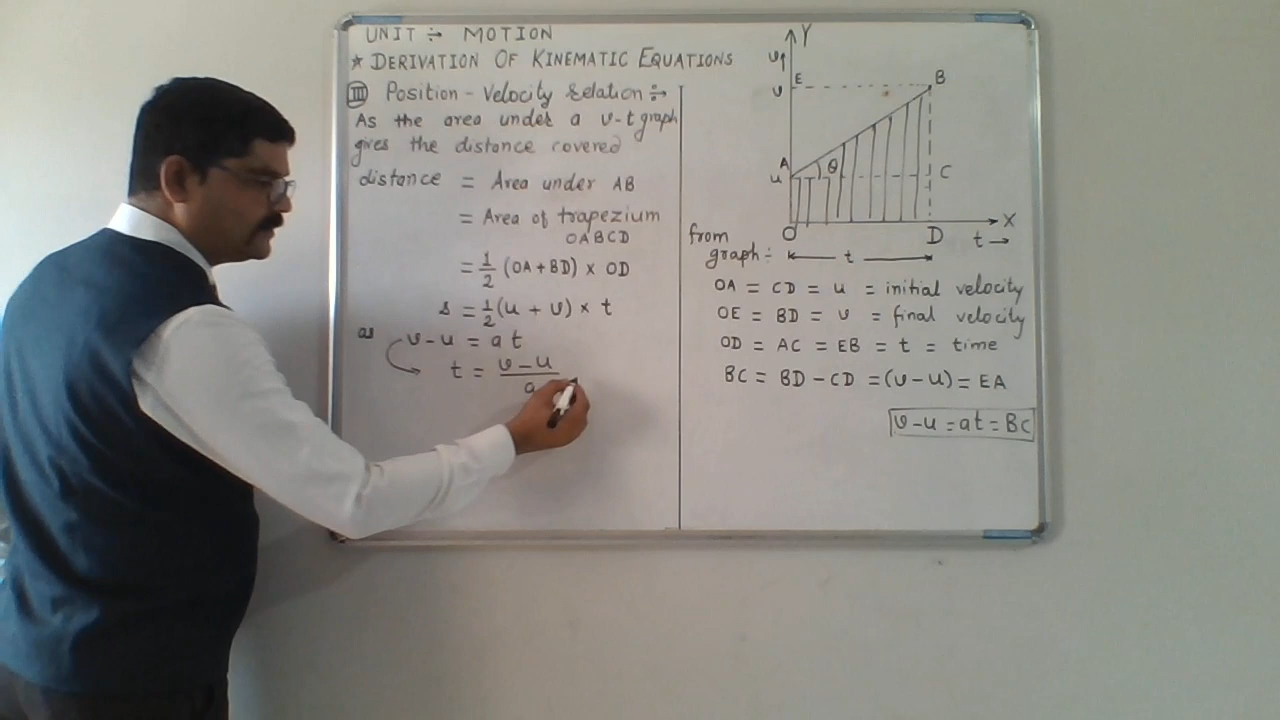 UNIT ÷ MOTION
* DERIVATION OF KINEMATIC EQUATIONS
III Position - Velocity Relation ÷
As the area under a v-t graph
gives the distance covered
distance = Area under AB
= Area of trapezium
OABCD
= 1/2 (OA + BD) × OD
s = 1/2 (u + v) × t
as v - u = a t
t = v - u / a
Y
v↑
E
B
v
A
θ
u
C
O
D
X
t →
from
graph :-
t
OA = CD = u = initial velocity
OE = BD = v = final velocity
OD = AC = EB = t = time
BC = BD - CD = (v - u) = EA
v - u = at = BC